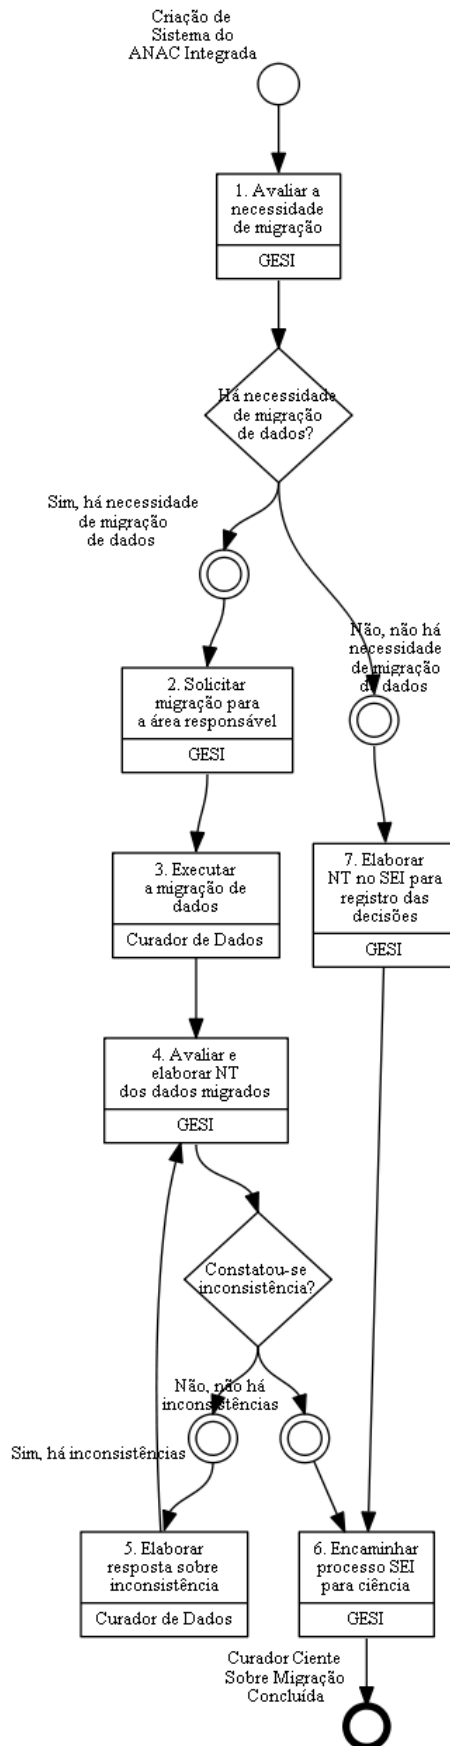 Criação de
Sistema do
ANAC Integrada
1. Avaliar a
necessidade
de migração
GESI
Há necessidade
de migração
de dados?
Sim, há necessidade
de migração
de dados
Não, não há
necessidade
de migração
de dados
2. Solicitar
migração para
a área responsável
GESI
3. Executar
a migração de
dados
Curador de Dados
7. Elaborar
NT no SEI para
registro das
decisões
GESI
4. Avaliar e
elaborar NT
dos dados migrados
GESI
Constatou-se
inconsistência?
Não, não há
inconsistências
Sim, há inconsistências
5. Elaborar
resposta sobre
inconsistência
Curador de Dados
6. Encaminhar
processo SEI
para ciência
GESI
Curador Ciente
Sobre Migração
Concluída